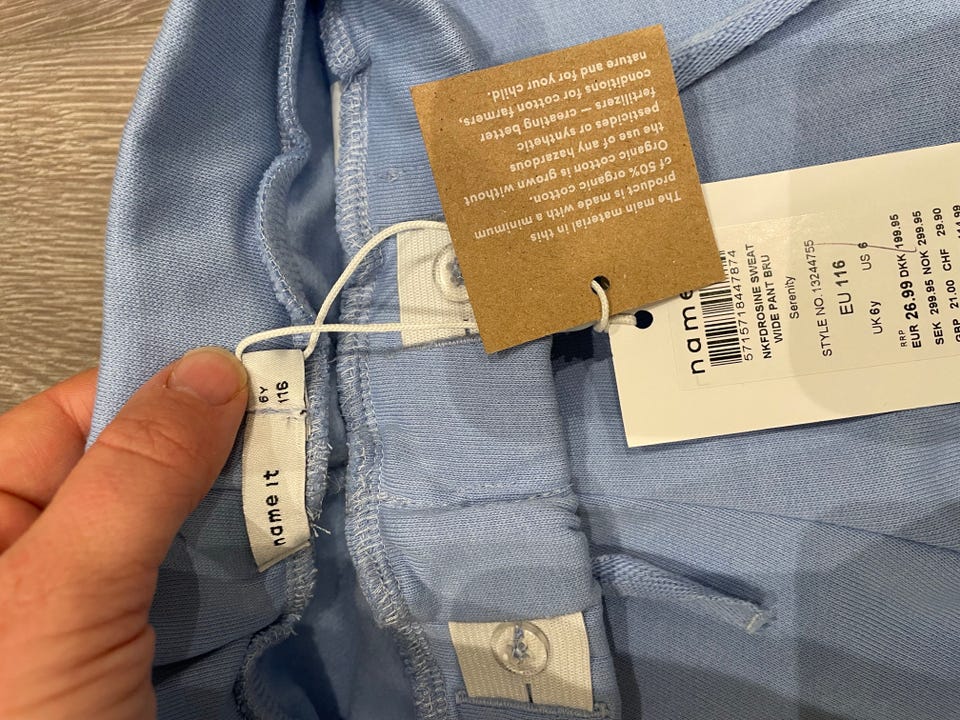 The main material in this
product is made with a minimum
of 50% organic cotton.
Organic cotton is grown without
the use of any hazardous
pesticides or synthetic
fertilizers — creating better
conditions for cotton farmers,
nature and for your child.
name
5715718447874
NKFDROSINE SWEAT
WIDE PANT BRU
Serenity
STYLE NO. 13244755
EU 116
UK 6y US 6
RRP
EUR 26.99 DKK 199.95
SEK 299.95 NOK 299.95
GBP 21.00 CHF 29.90
6Y
116
name it